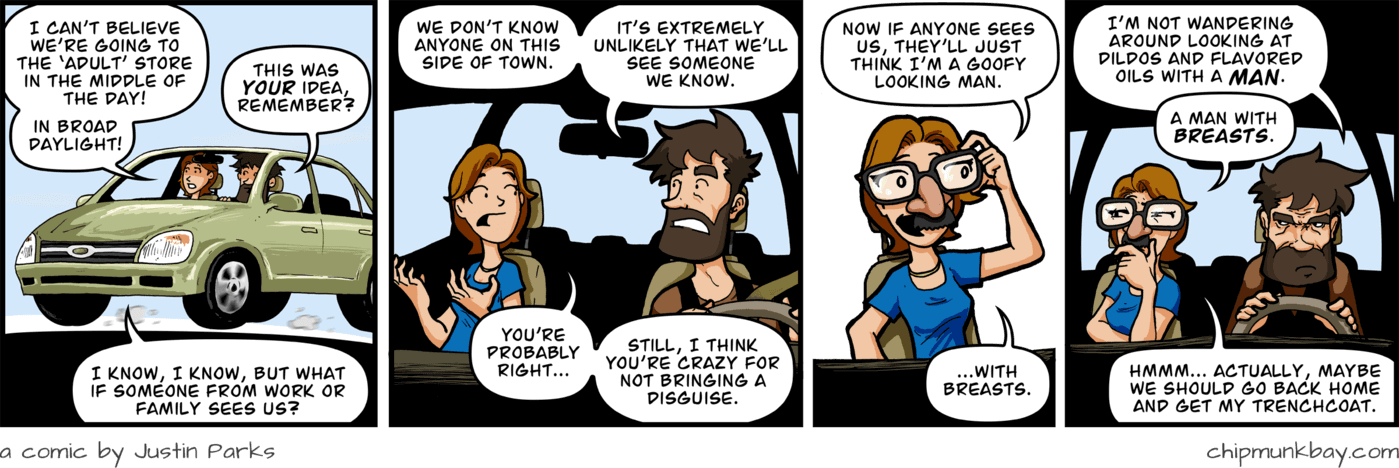 I CAN'T BELIEVE
WE'RE GOING TO
THE 'ADULT' STORE
IN THE MIDDLE OF
THE DAY!
IN BROAD
DAYLIGHT!
THIS WAS
YOUR IDEA,
REMEMBER?
I KNOW, I KNOW, BUT WHAT
IF SOMEONE FROM WORK OR
FAMILY SEES US?
WE DON'T KNOW
ANYONE ON THIS
SIDE OF TOWN.
IT'S EXTREMELY
UNLIKELY THAT WE'LL
SEE SOMEONE
WE KNOW.
YOU'RE
PROBABLY
RIGHT...
STILL, I THINK
YOU'RE CRAZY FOR
NOT BRINGING A
DISGUISE.
NOW IF ANYONE SEES
US, THEY'LL JUST
THINK I'M A GOOFY
LOOKING MAN.
...WITH
BREASTS.
I'M NOT WANDERING
AROUND LOOKING AT
DILDOS AND FLAVORED
OILS WITH A MAN.
A MAN WITH
BREASTS.
HMMM... ACTUALLY, MAYBE
WE SHOULD GO BACK HOME
AND GET MY TRENCHCOAT.
a comic by Justin Parks
chipmunkbay.com